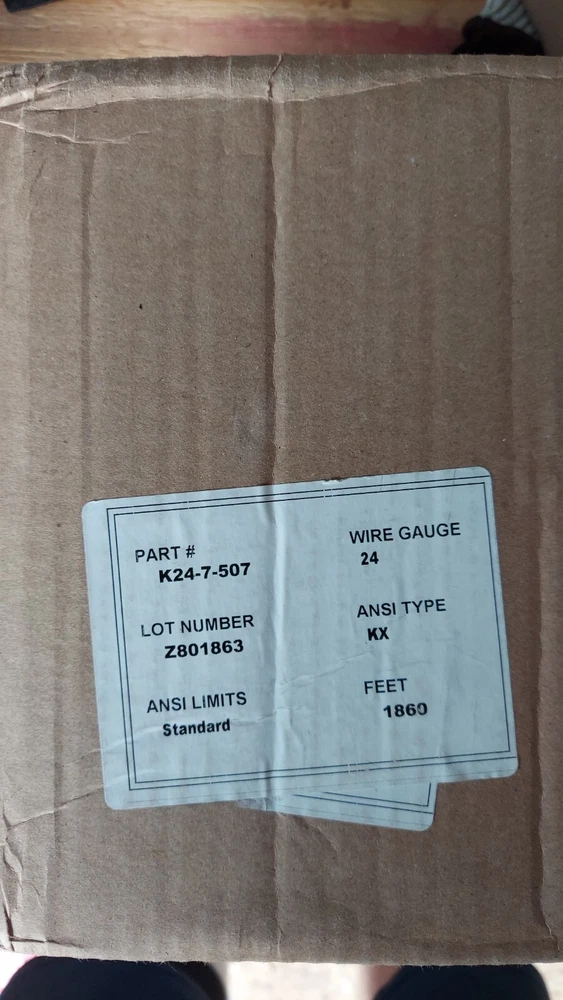 PART #
K24-7-507
LOT NUMBER
Z801863
ANSI LIMITS
Standard
WIRE GAUGE
24
ANSI TYPE
KX
FEET
1860